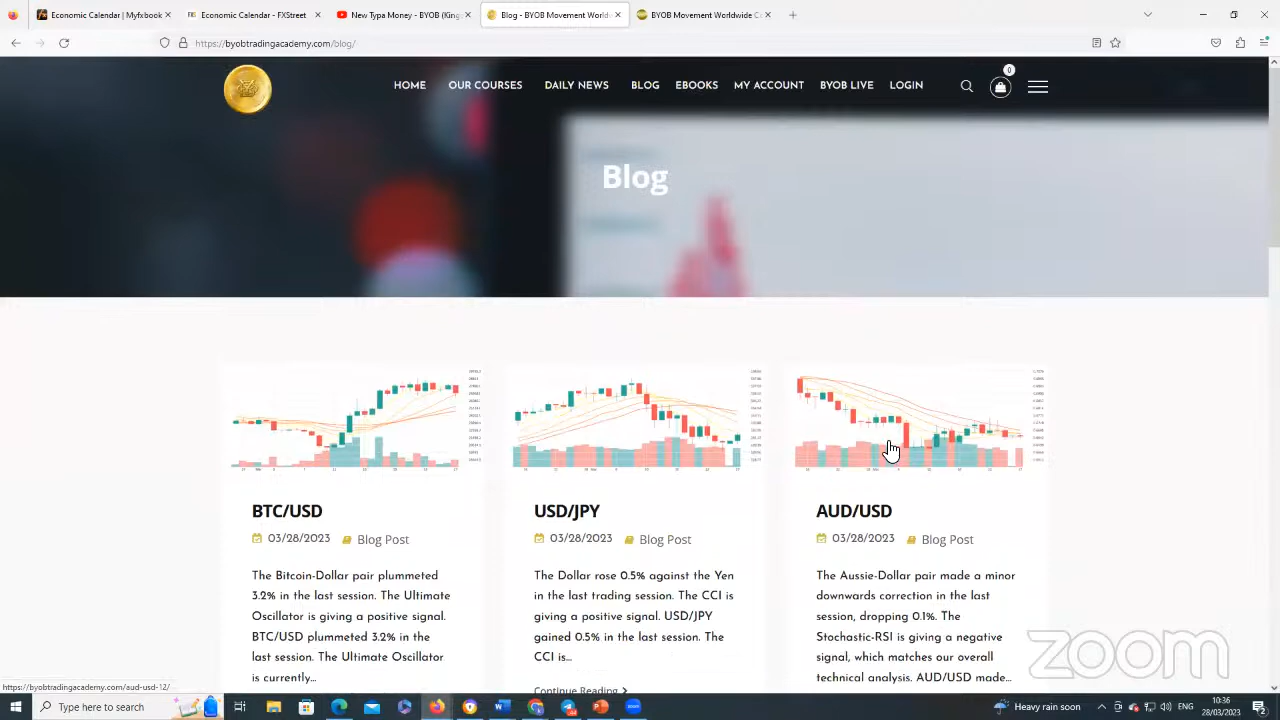 Economic Calendar | Myfxbook
Economic Calendar - FXStreet
New Typa Money - BYOB (King
Blog - BYOB Movement Worldw
BYOB Movement Worldwide C
https://byobtradingacademy.com/blog/
HOME
OUR COURSES
DAILY NEWS
BLOG
EBOOKS
MY ACCOUNT
BYOB LIVE
LOGIN
0
Blog
BTC/USD
03/28/2023
Blog Post
The Bitcoin-Dollar pair plummeted
3.2% in the last session. The Ultimate
Oscillator is giving a positive signal.
BTC/USD plummeted 3.2% in the
last session. The Ultimate Oscillator
is currently...
USD/JPY
03/28/2023
Blog Post
The Dollar rose 0.5% against the Yen
in the last trading session. The CCI is
giving a positive signal. USD/JPY
gained 0.5% in the last session. The
CCI is...
Continue Reading
AUD/USD
03/28/2023
Blog Post
The Aussie-Dollar pair made a minor
downwards correction in the last
session, dropping 0.1%. The
Stochastic-RSI is giving a negative
signal, which matches our overall
technical analysis. AUD/USD made...
zoom
https://byobtradingacademy.com/aud-usd-12/
Type here to search
Heavy rain soon
ENG
10:36
28/03/2023